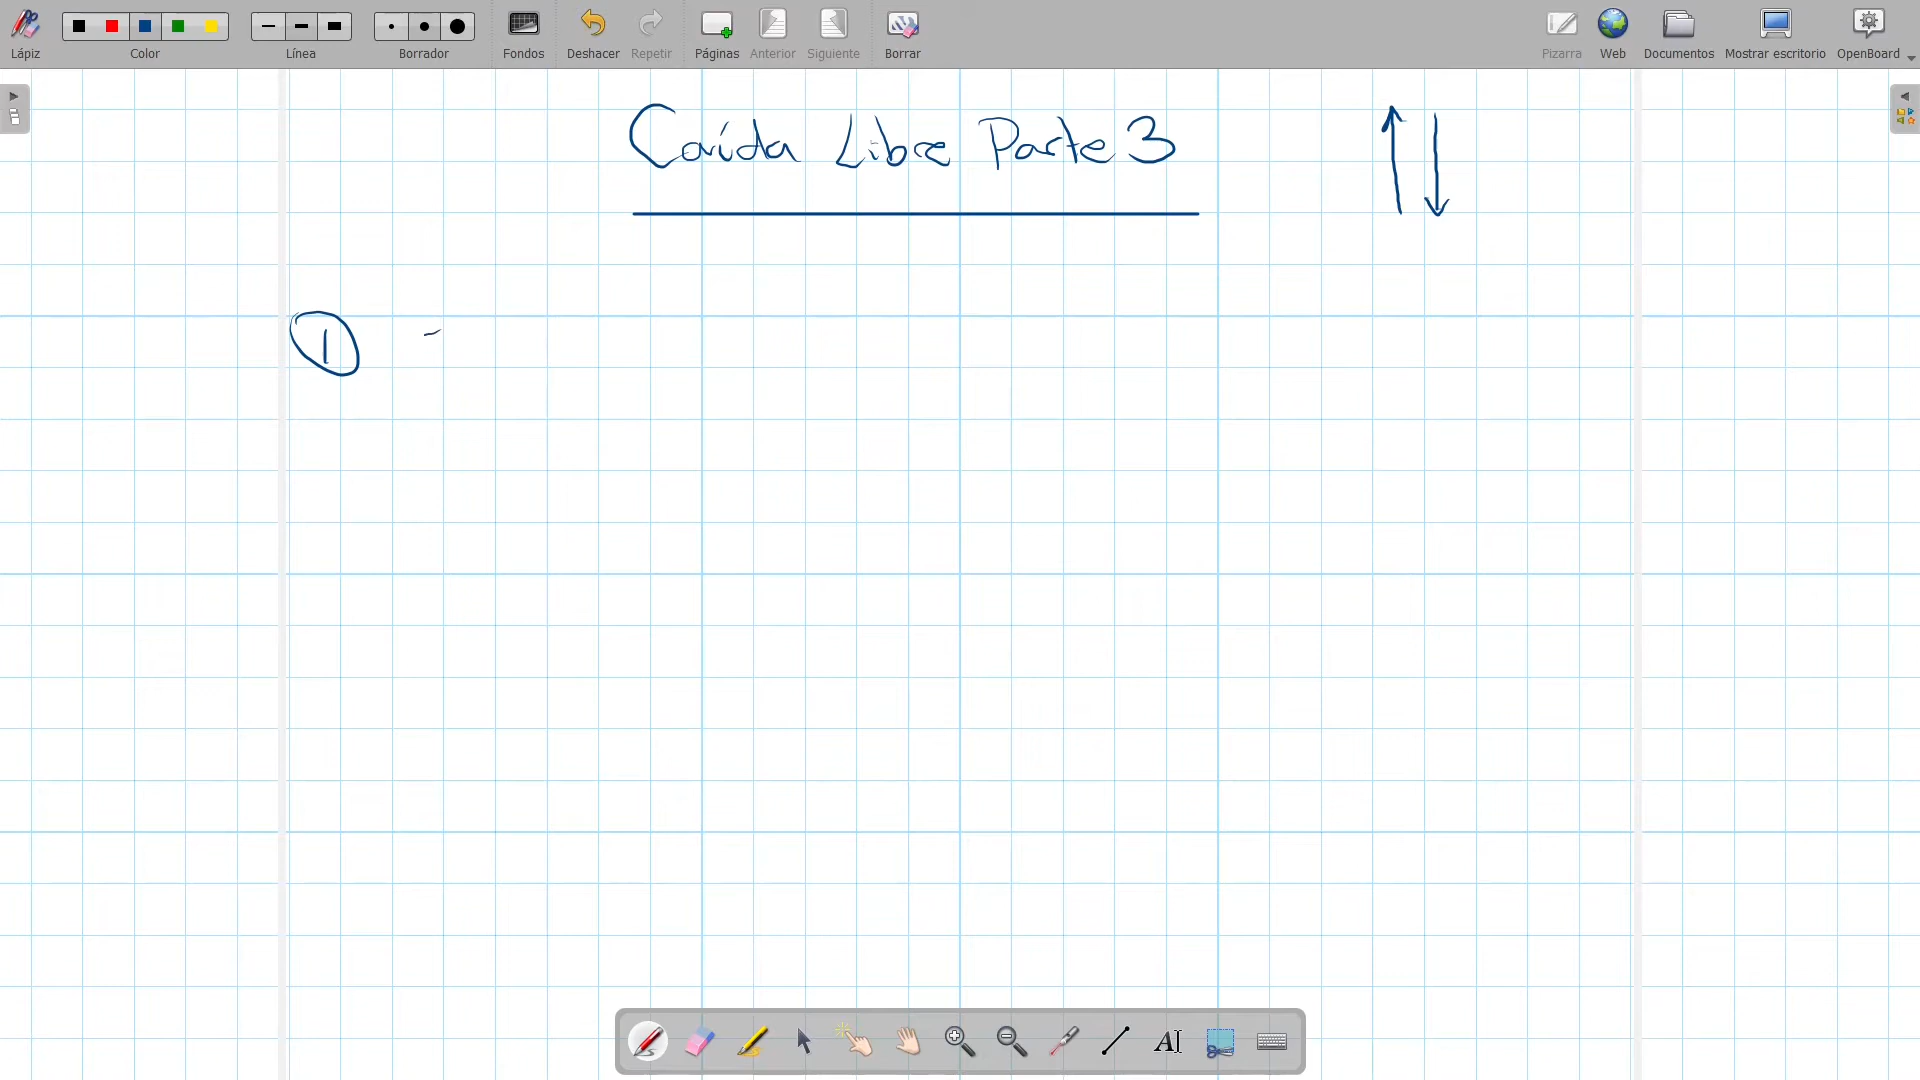 Lápiz Color Línea Borrador Fondos Deshacer Repetir Páginas Anterior Siguiente Borrar Pizarra Web Documentos Mostrar escritorio OpenBoard
Caída Libre Parte 3
1